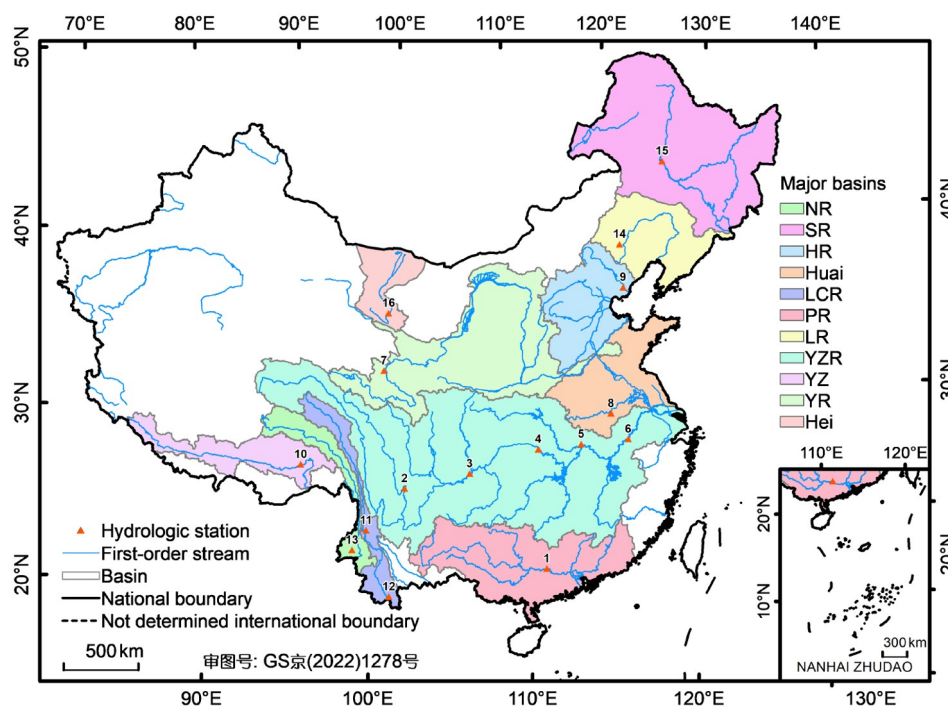 70°E 80°E 90°E 100°E 110°E 120°E 130°E 140°E
50°N
40°N
30°N
20°N
40°N
30°N
20°N
15
14
9
16
7
8
6
5
4
3
2
10
11
13
12
1
Major basins
NR
SR
HR
Huai
LCR
PR
LR
YZR
YZ
YR
Hei
Hydrologic station
First-order stream
Basin
National boundary
Not determined international boundary
500 km
审图号: GS京(2022)1278号
110°E 120°E
20°N
10°N
300 km
NANHAI ZHUDAO
90°E 100°E 110°E 120°E 130°E